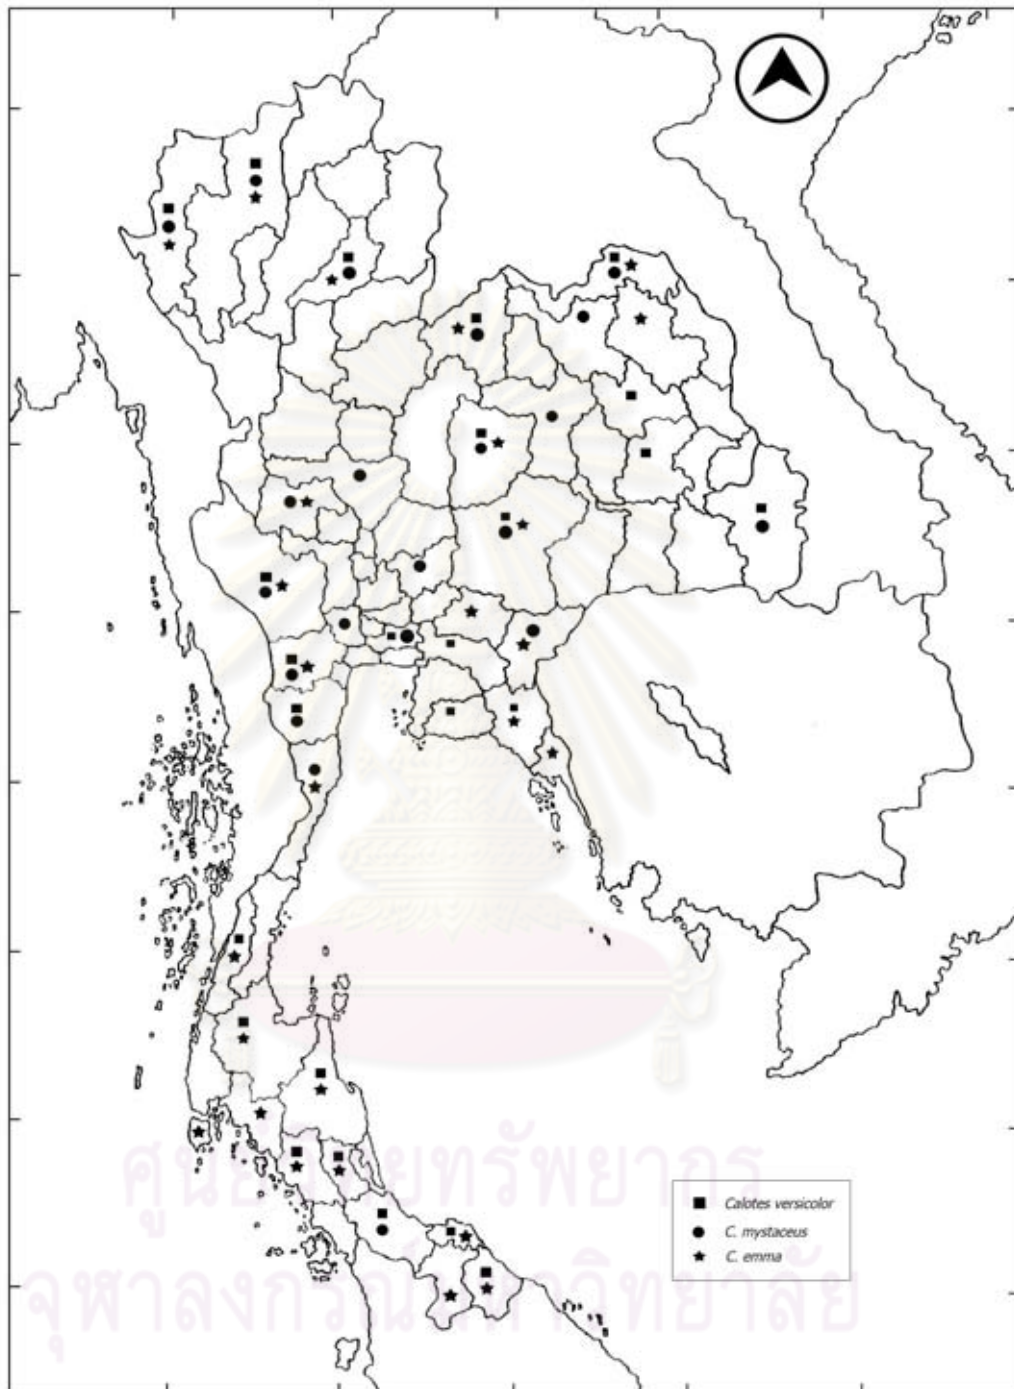 Calotes versicolor
C. mystaceus
C. emma
ศูนย์วิทยทรัพยากร
จุฬาลงกรณ์มหาวิทยาลัย